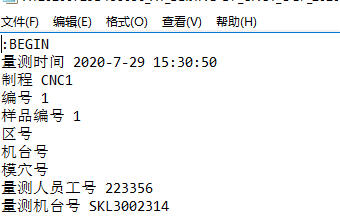 文件(F) 编辑(E) 格式(O) 查看(V) 帮助(H)
:BEGIN
量测时间 2020-7-29 15:30:50
制程 CNC1
编号 1
样品编号 1
区号
机台号
模穴号
量测人员工号 223356
量测机台号 SKL3002314